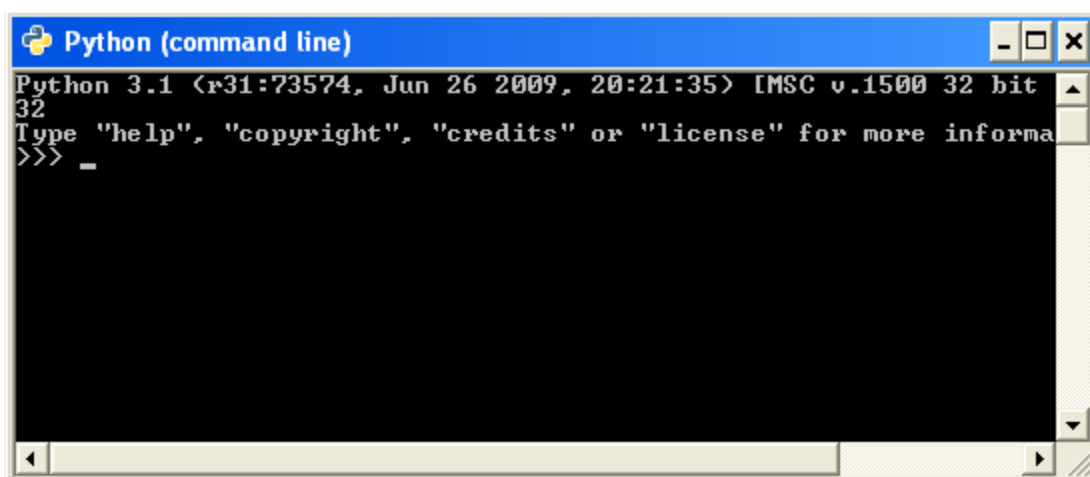 Python (command line)
Python 3.1 (r31:73574, Jun 26 2009, 20:21:35) [MSC v.1500 32 bit
32
Type "help", "copyright", "credits" or "license" for more informa
>>> _